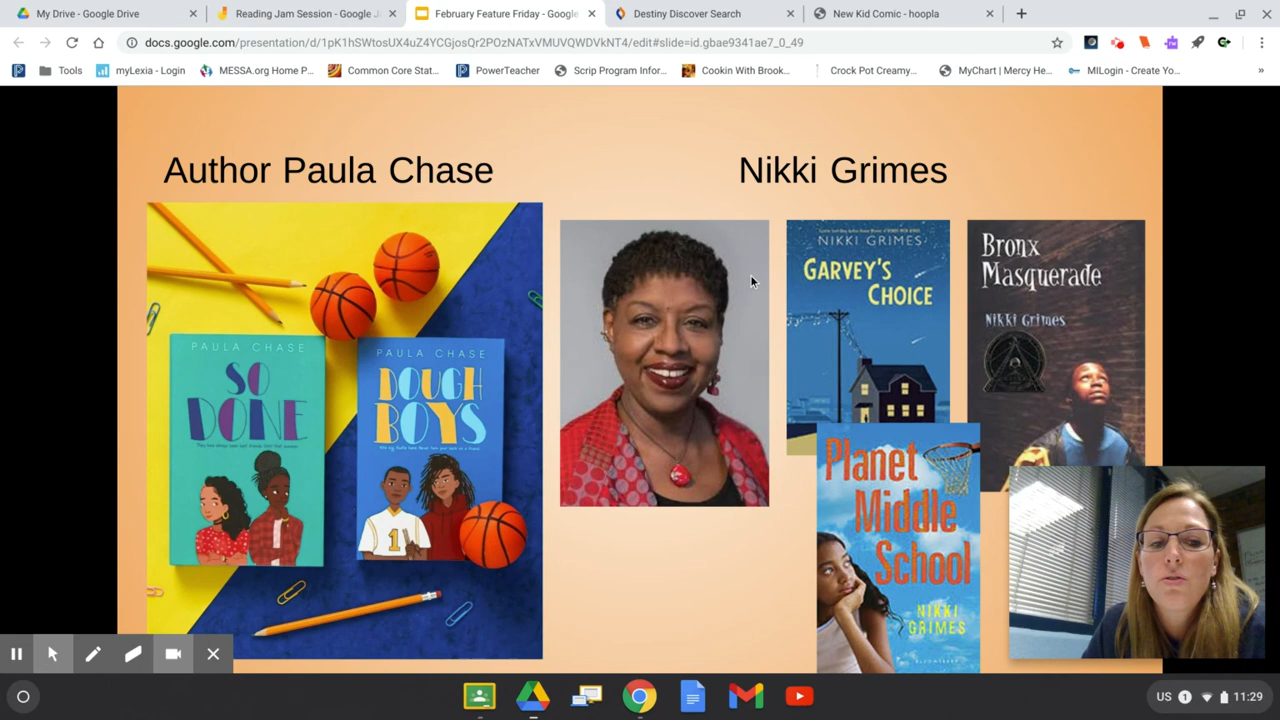 My Drive - Google Drive
Reading Jam Session - Google J
February Feature Friday - Google
Destiny Discover Search
New Kid Comic - hoopla
docs.google.com/presentation/d/1pK1hSWtosUX4uZ4YCGjosQr2POzNATxVMUVQWDVkNT4/edit#slide=id.gbae9341ae7_0_49
Tools
myLexia - Login
MESSA.org Home P...
Common Core Stat...
PowerTeacher
Scrip Program Infor...
Cookin With Brook...
Crock Pot Creamy...
MyChart | Mercy He...
MILogin - Create Yo...
»
Author Paula Chase
Nikki Grimes
PAULA CHASE
SO
DONE
PAULA CHASE
DOUGH
BOYS
1
NIKKI GRIMES
GARVEY'S
CHOICE
Bronx
Masquerade
Nikki Grimes
Planet
Middle
School
NIKKI
GRIMES
BLOOMSBURY
US 1 11:29